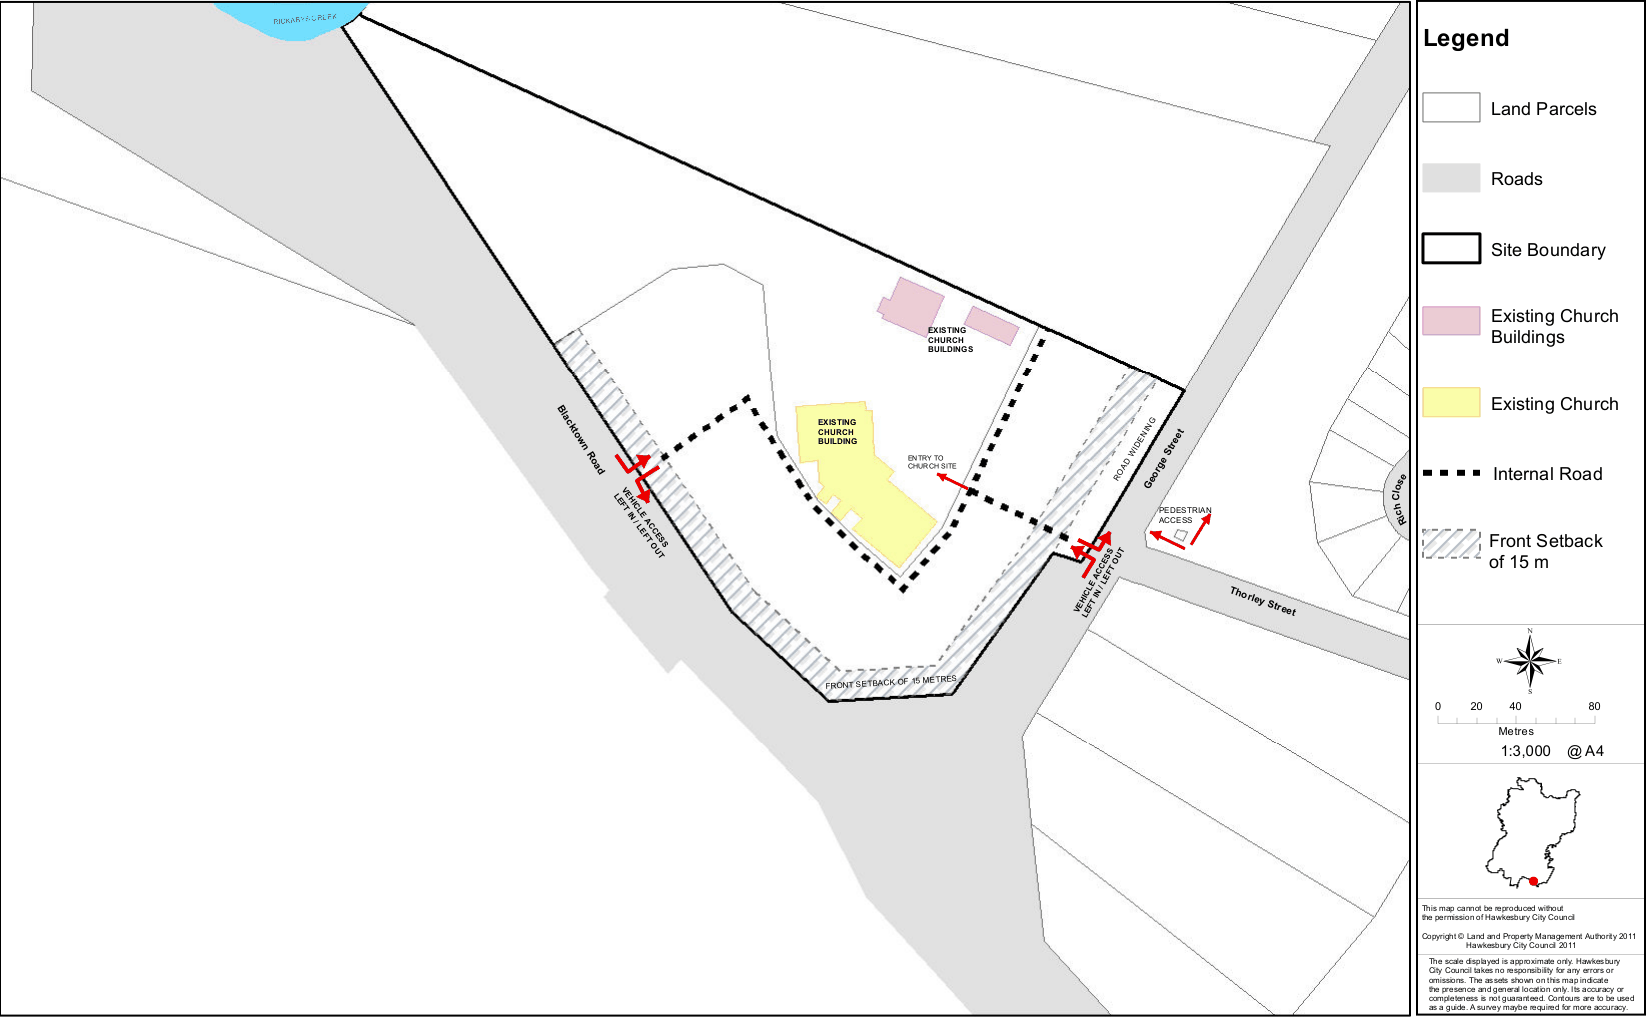 RICKABYS CREEK
EXISTING
CHURCH
BUILDINGS
EXISTING
CHURCH
BUILDING
ENTRY TO
CHURCH SITE
Blacktown Road
VEHICLE ACCESS
LEFT IN / LEFT OUT
ROAD WIDENING
George Street
PEDESTRIAN
ACCESS
VEHICLE ACCESS
LEFT IN / LEFT OUT
Thorley Street
Rich Close
FRONT SETBACK OF 15 METRES
Legend
Land Parcels
Roads
Site Boundary
Existing Church
Buildings
Existing Church
Internal Road
Front Setback
of 15 m
N
W E
S
0 20 40 80
Metres
1:3,000 @ A4
This map cannot be reproduced without
the permission of Hawkesbury City Council
Copyright © Land and Property Management Authority 2011
Hawkesbury City Council 2011
The scale displayed is approximate only. Hawkesbury
City Council takes no responsibility for any errors or
omissions. The assets shown on this map indicate
the presence and general location only. Its accuracy or
completeness is not guaranteed. Contours are to be used
as a guide. A survey maybe required for more accuracy.